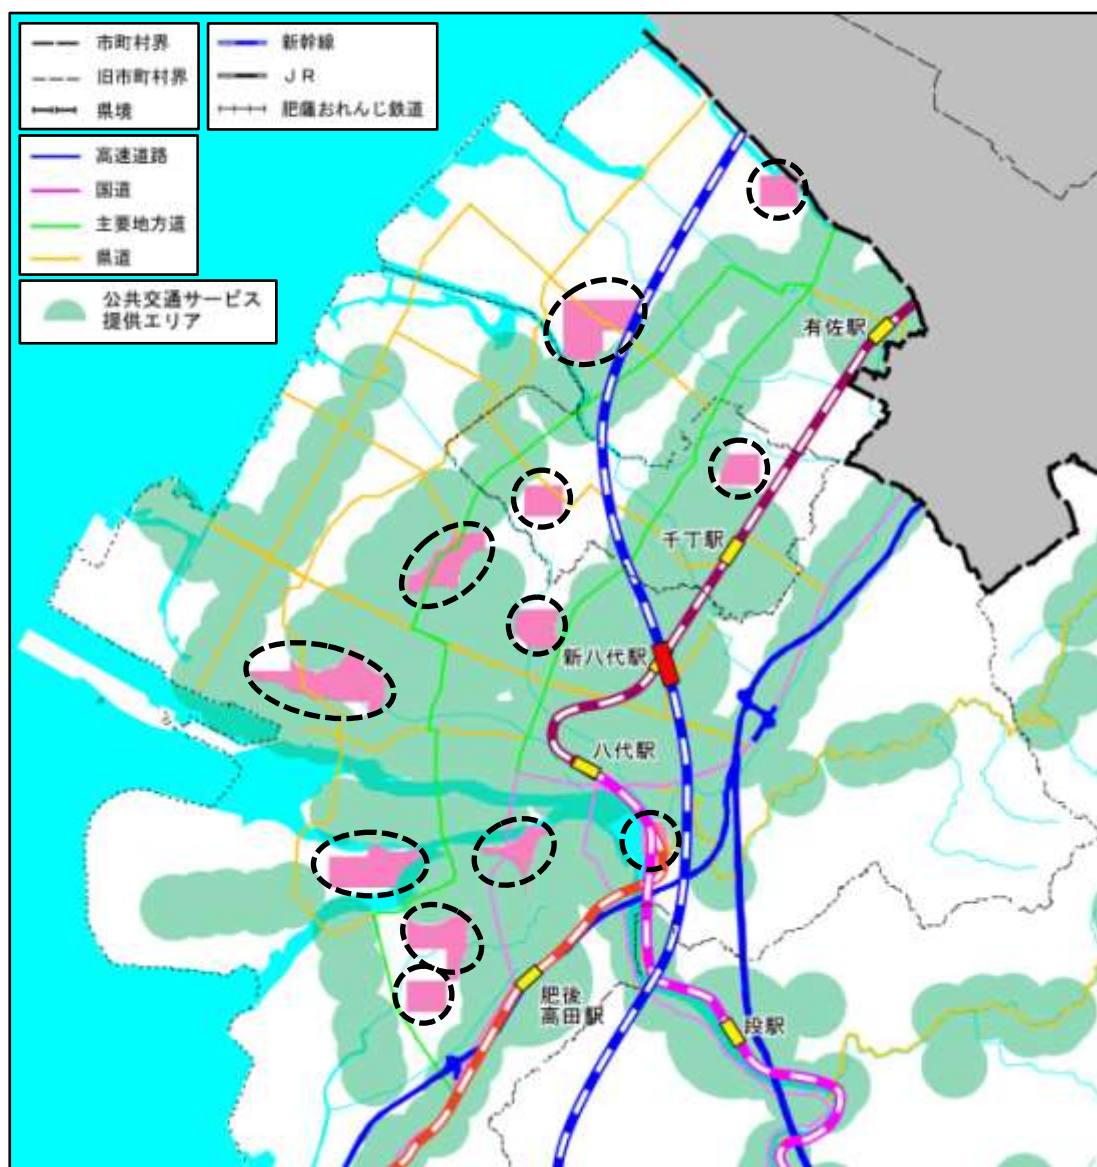 市町村界
旧市町村界
県境
新幹線
ＪＲ
肥薩おれんじ鉄道
高速道路
国道
主要地方道
県道
公共交通サービス
提供エリア
有佐駅
千丁駅
新八代駅
八代駅
肥後
高田駅
段駅